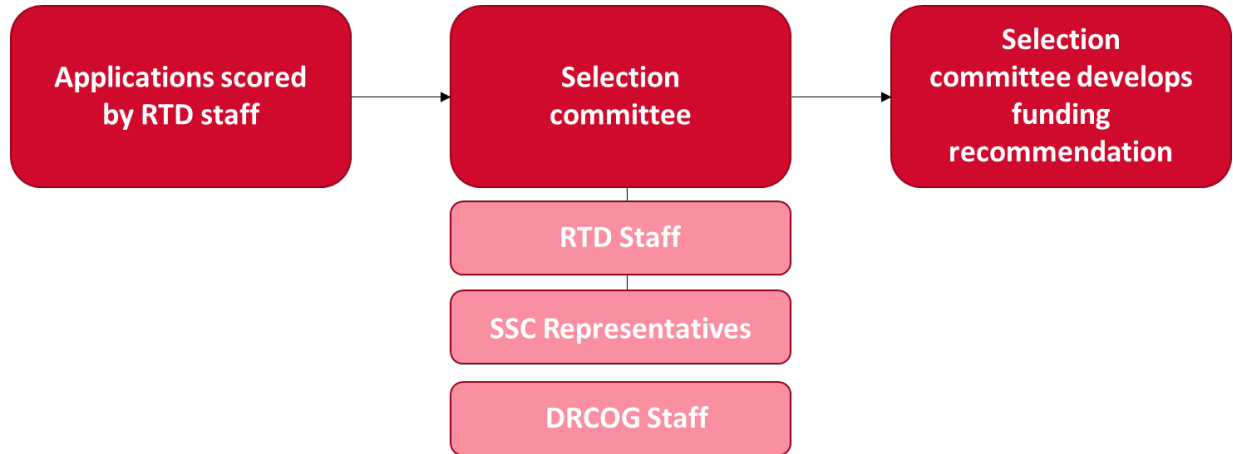 Applications scored
by RTD staff
Selection
committee
Selection
committee develops
funding
recommendation
RTD Staff
SSC Representatives
DRCOG Staff